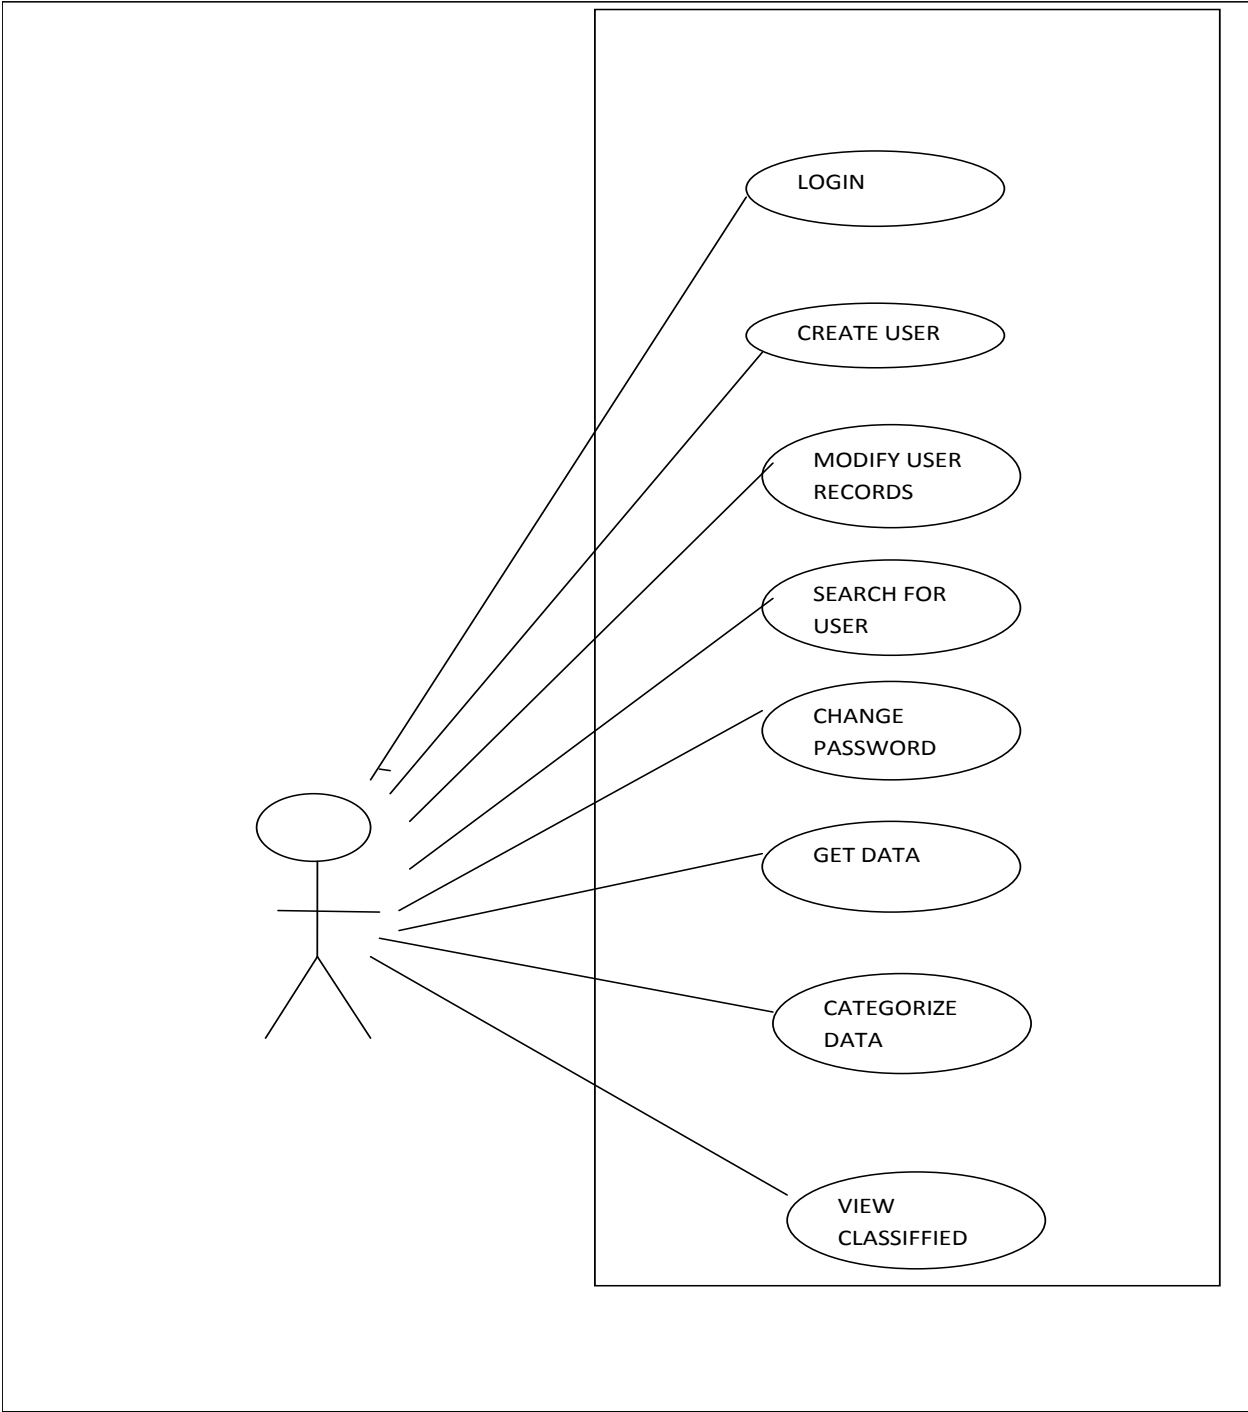 LOGIN
CREATE USER
MODIFY USER
RECORDS
SEARCH FOR
USER
CHANGE
PASSWORD
GET DATA
CATEGORIZE
DATA
VIEW
CLASSIFFIED